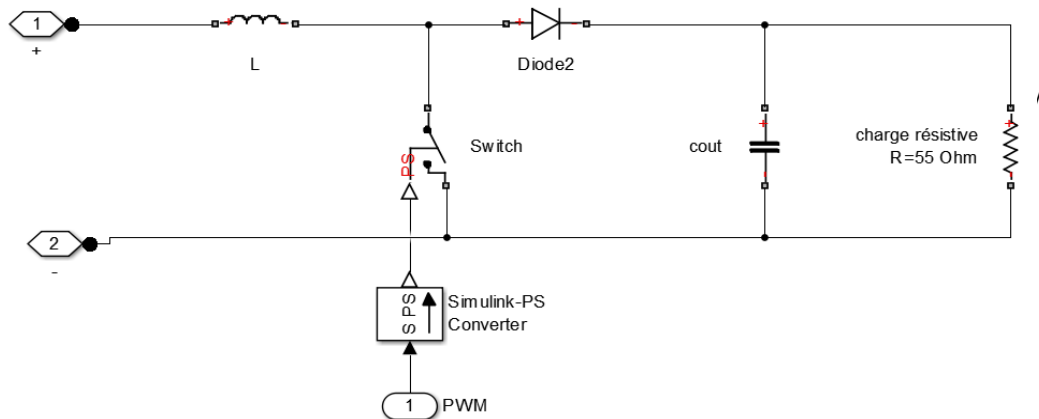 1
+
L
Diode2
Switch
PS
cout
charge résistive
R=55 Ohm
2
-
S PS
Simulink-PS
Converter
1
PWM